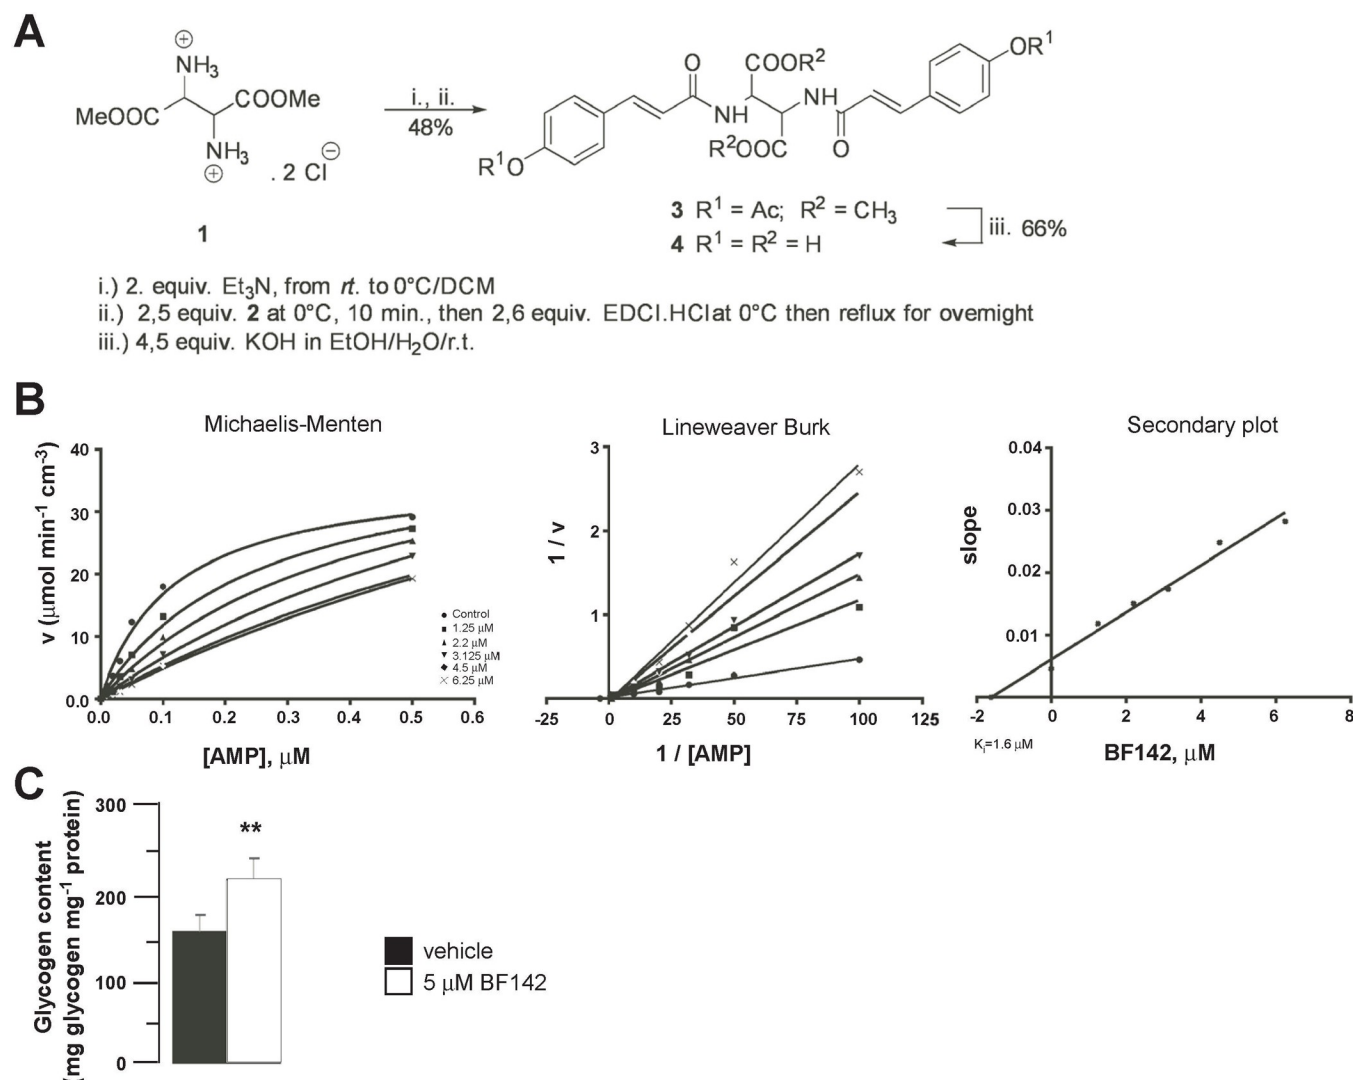 A
⊕
NH3
MeOOC
COOMe
NH3
⊕
. 2 Cl⊖
1
i., ii.
48%
O
COOR2
OR1
NH
NH
R2OOC
O
R1O
3 R1 = Ac; R2 = CH3
4 R1 = R2 = H
iii. 66%
i.) 2. equiv. Et3N, from rt. to 0°C/DCM
ii.) 2,5 equiv. 2 at 0°C, 10 min., then 2,6 equiv. EDCI.HClat 0°C then reflux for overnight
iii.) 4,5 equiv. KOH in EtOH/H2O/r.t.
B
Michaelis-Menten
v (μmol min-1 cm-3)
40
30
20
10
0.0
0.0 0.1 0.2 0.3 0.4 0.5 0.6
[AMP], μM
Control
1.25 μM
2.2 μM
3.125 μM
4.5 μM
6.25 μM
Lineweaver Burk
1 / v
3
2
1
-25 0 25 50 75 100 125
1 / [AMP]
Secondary plot
slope
0.04
0.03
0.02
0.01
-2 0 2 4 6 8
Ki=1.6 μM
BF142, μM
C
Glycogen content
[mg glycogen mg-1 protein)
300
200
100
0
**
vehicle
5 μM BF142